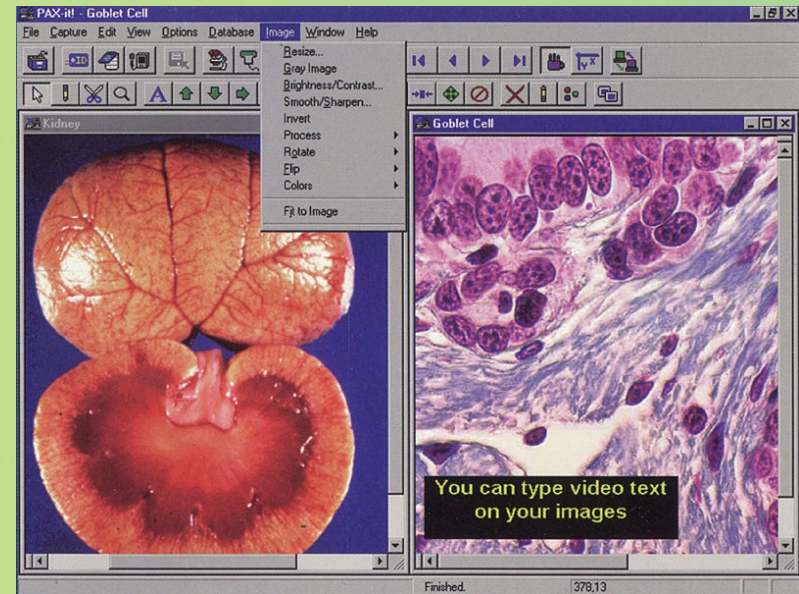 PAX-it! - Goblet Cell
File Capture Edit View Options Database Image Window Help
Resize...
Gray Image
Brightness/Contrast...
Smooth/Sharpen...
Invert
Process
Rotate
Flip
Colors
Fit to Image
ID
YX
A
Kidney
Goblet Cell
You can type video text
on your images
Finished. 378,13